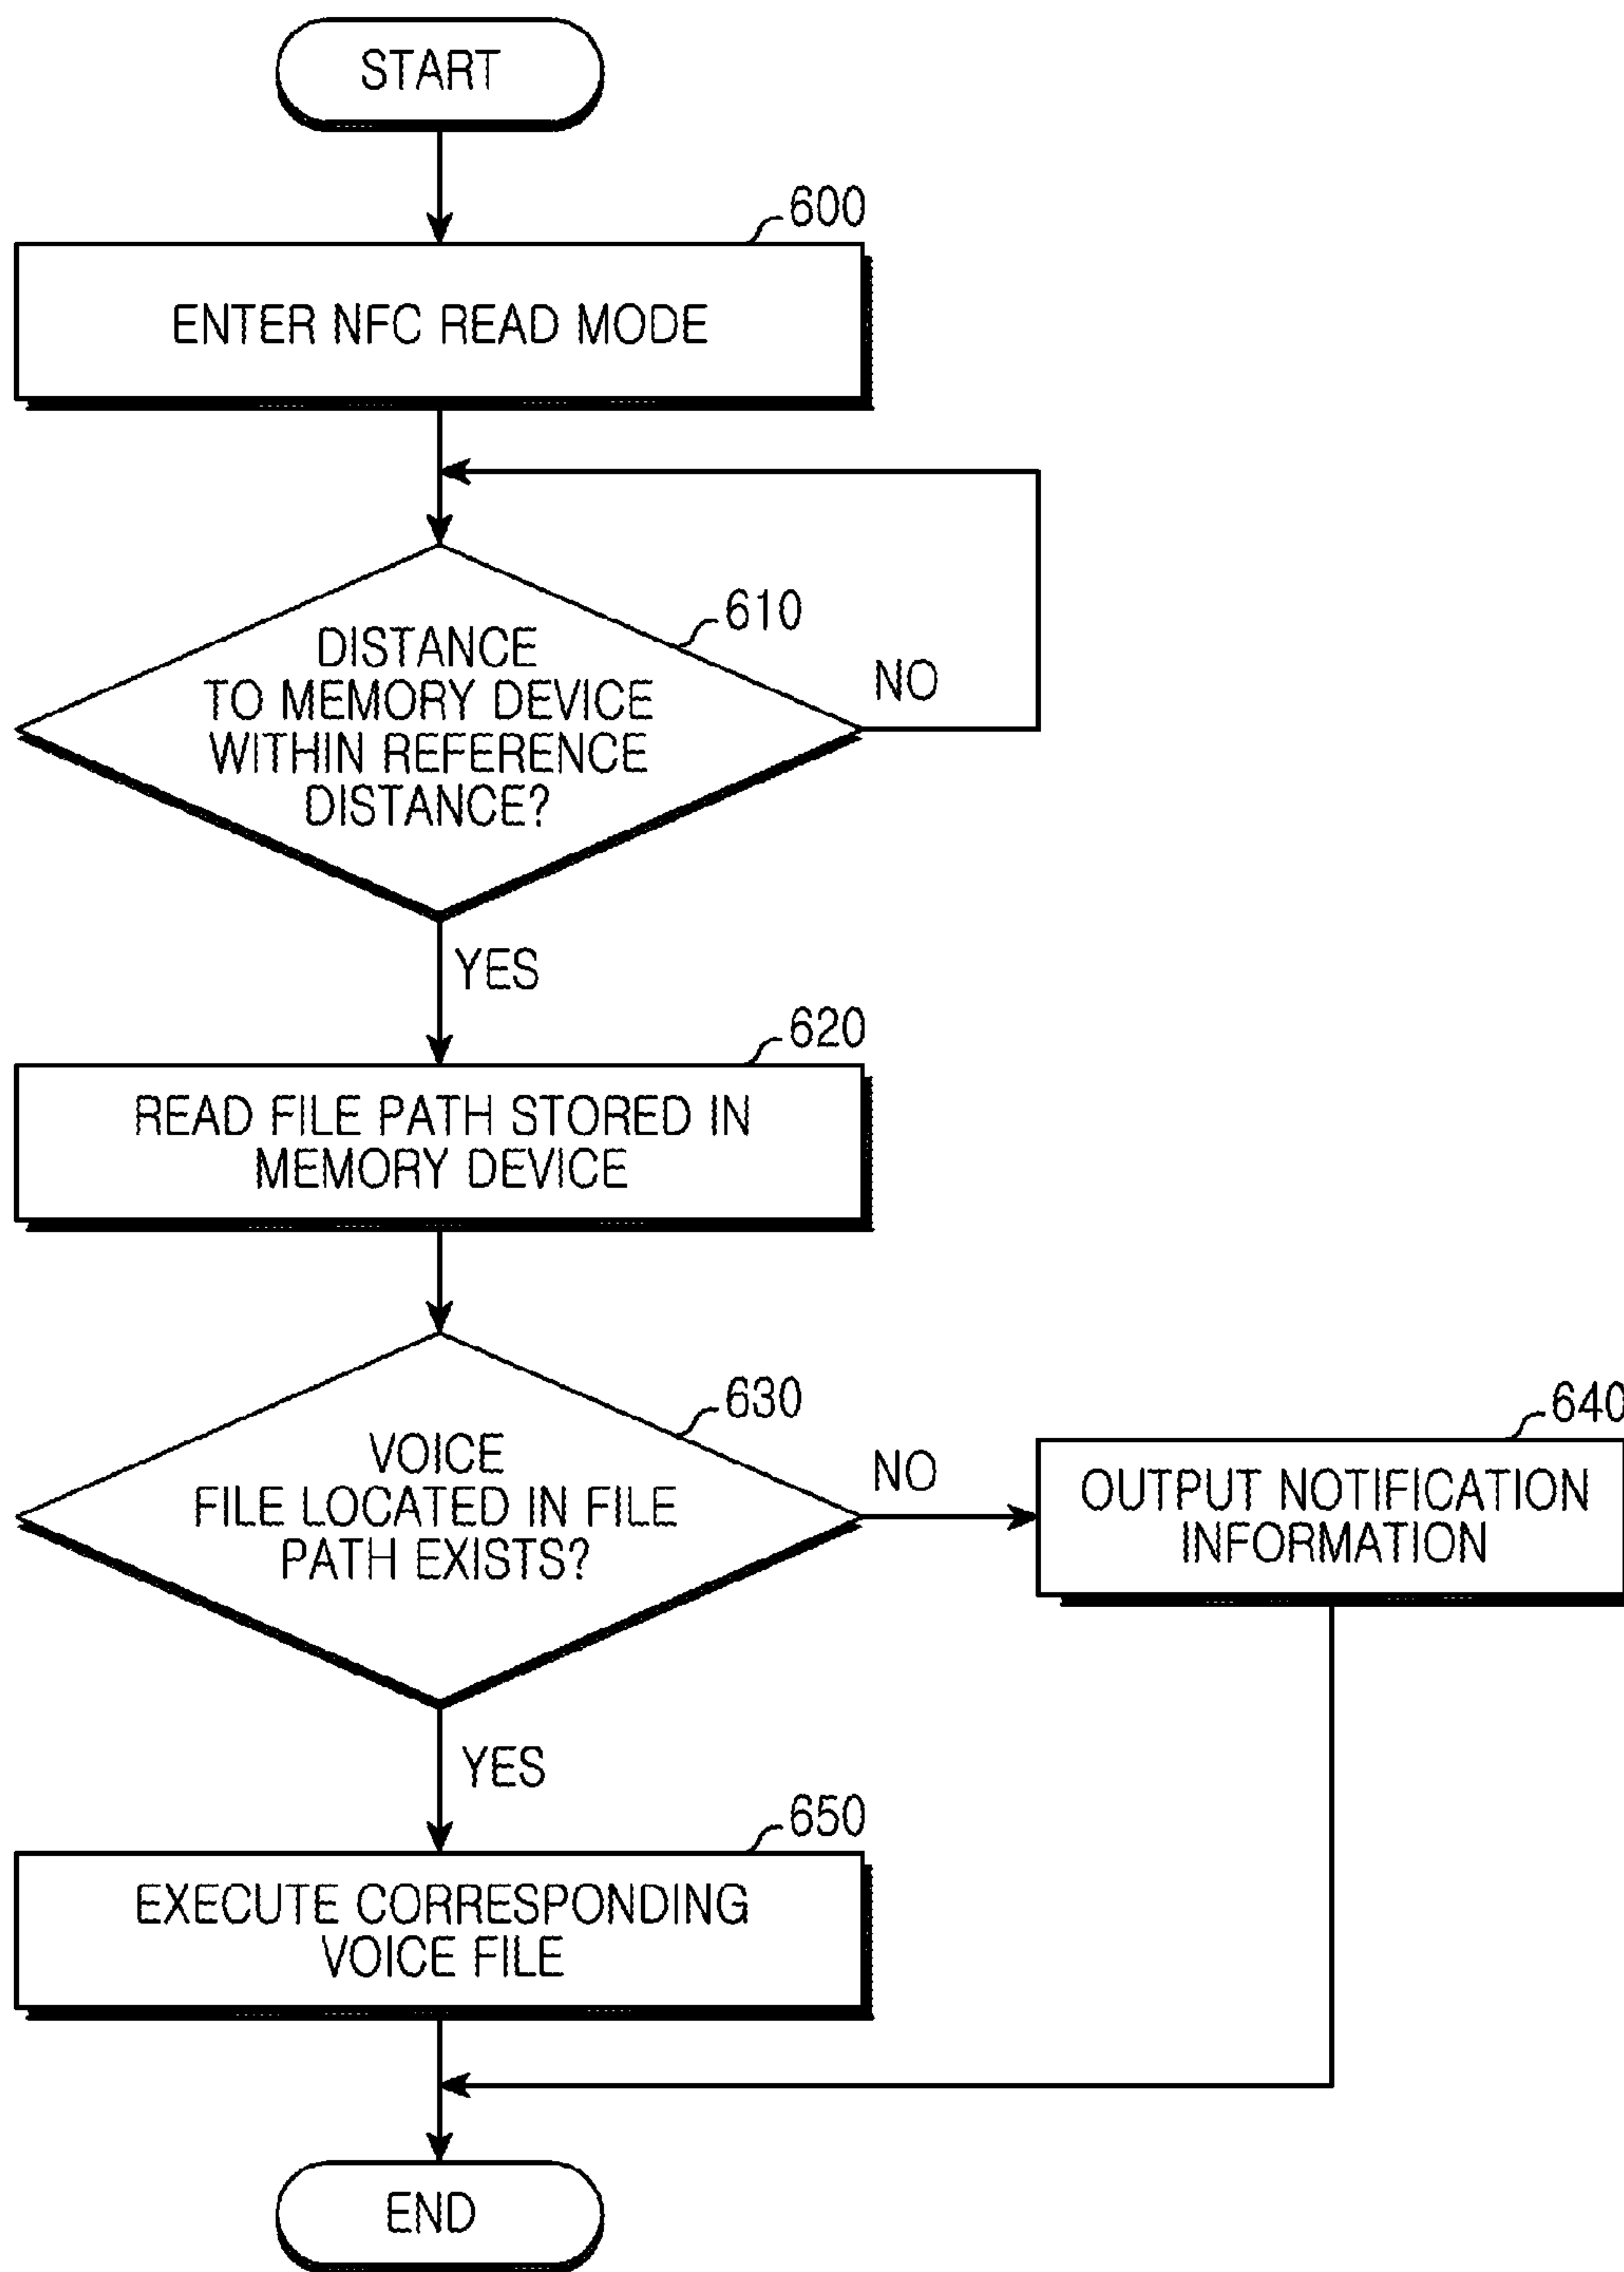 START
600
ENTER NFC READ MODE
610
DISTANCE
TO MEMORY DEVICE
WITHIN REFERENCE
DISTANCE?
NO
YES
620
READ FILE PATH STORED IN
MEMORY DEVICE
630
VOICE
FILE LOCATED IN FILE
PATH EXISTS?
NO
640
OUTPUT NOTIFICATION
INFORMATION
YES
650
EXECUTE CORRESPONDING
VOICE FILE
END